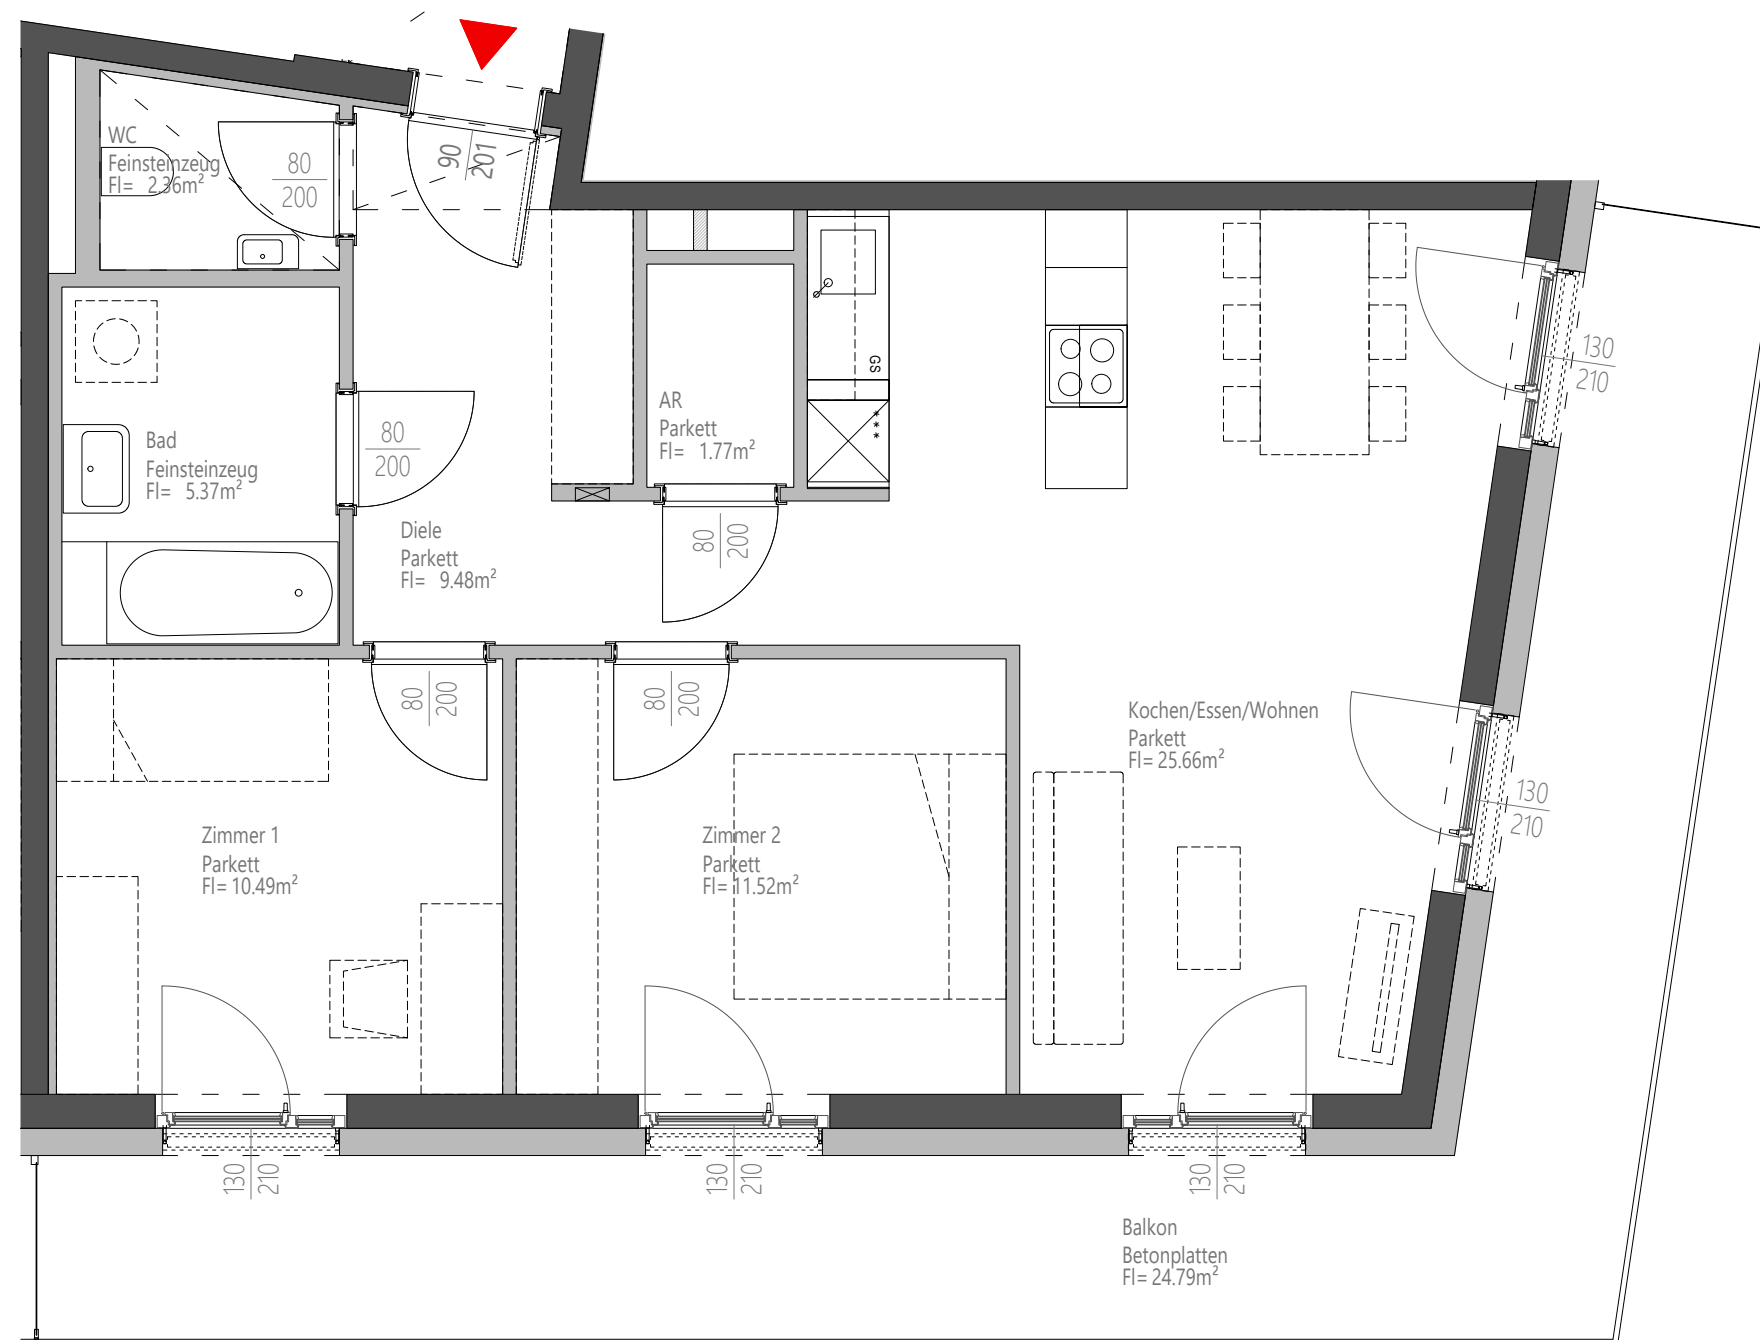 90
201
WC
Feinsteinzeug
Fl= 2.36m²
80
200
130
210
GS
AR
Parkett
Fl= 1.77m²
***
80
200
Bad
Feinsteinzeug
Fl= 5.37m²
Diele
Parkett
Fl= 9.48m²
80
200
80
200
80
200
Kochen/Essen/Wohnen
Parkett
Fl= 25.66m²
130
210
Zimmer 1
Parkett
Fl= 10.49m²
Zimmer 2
Parkett
Fl= 11.52m²
130
210
130
210
130
210
Balkon
Betonplatten
Fl= 24.79m²